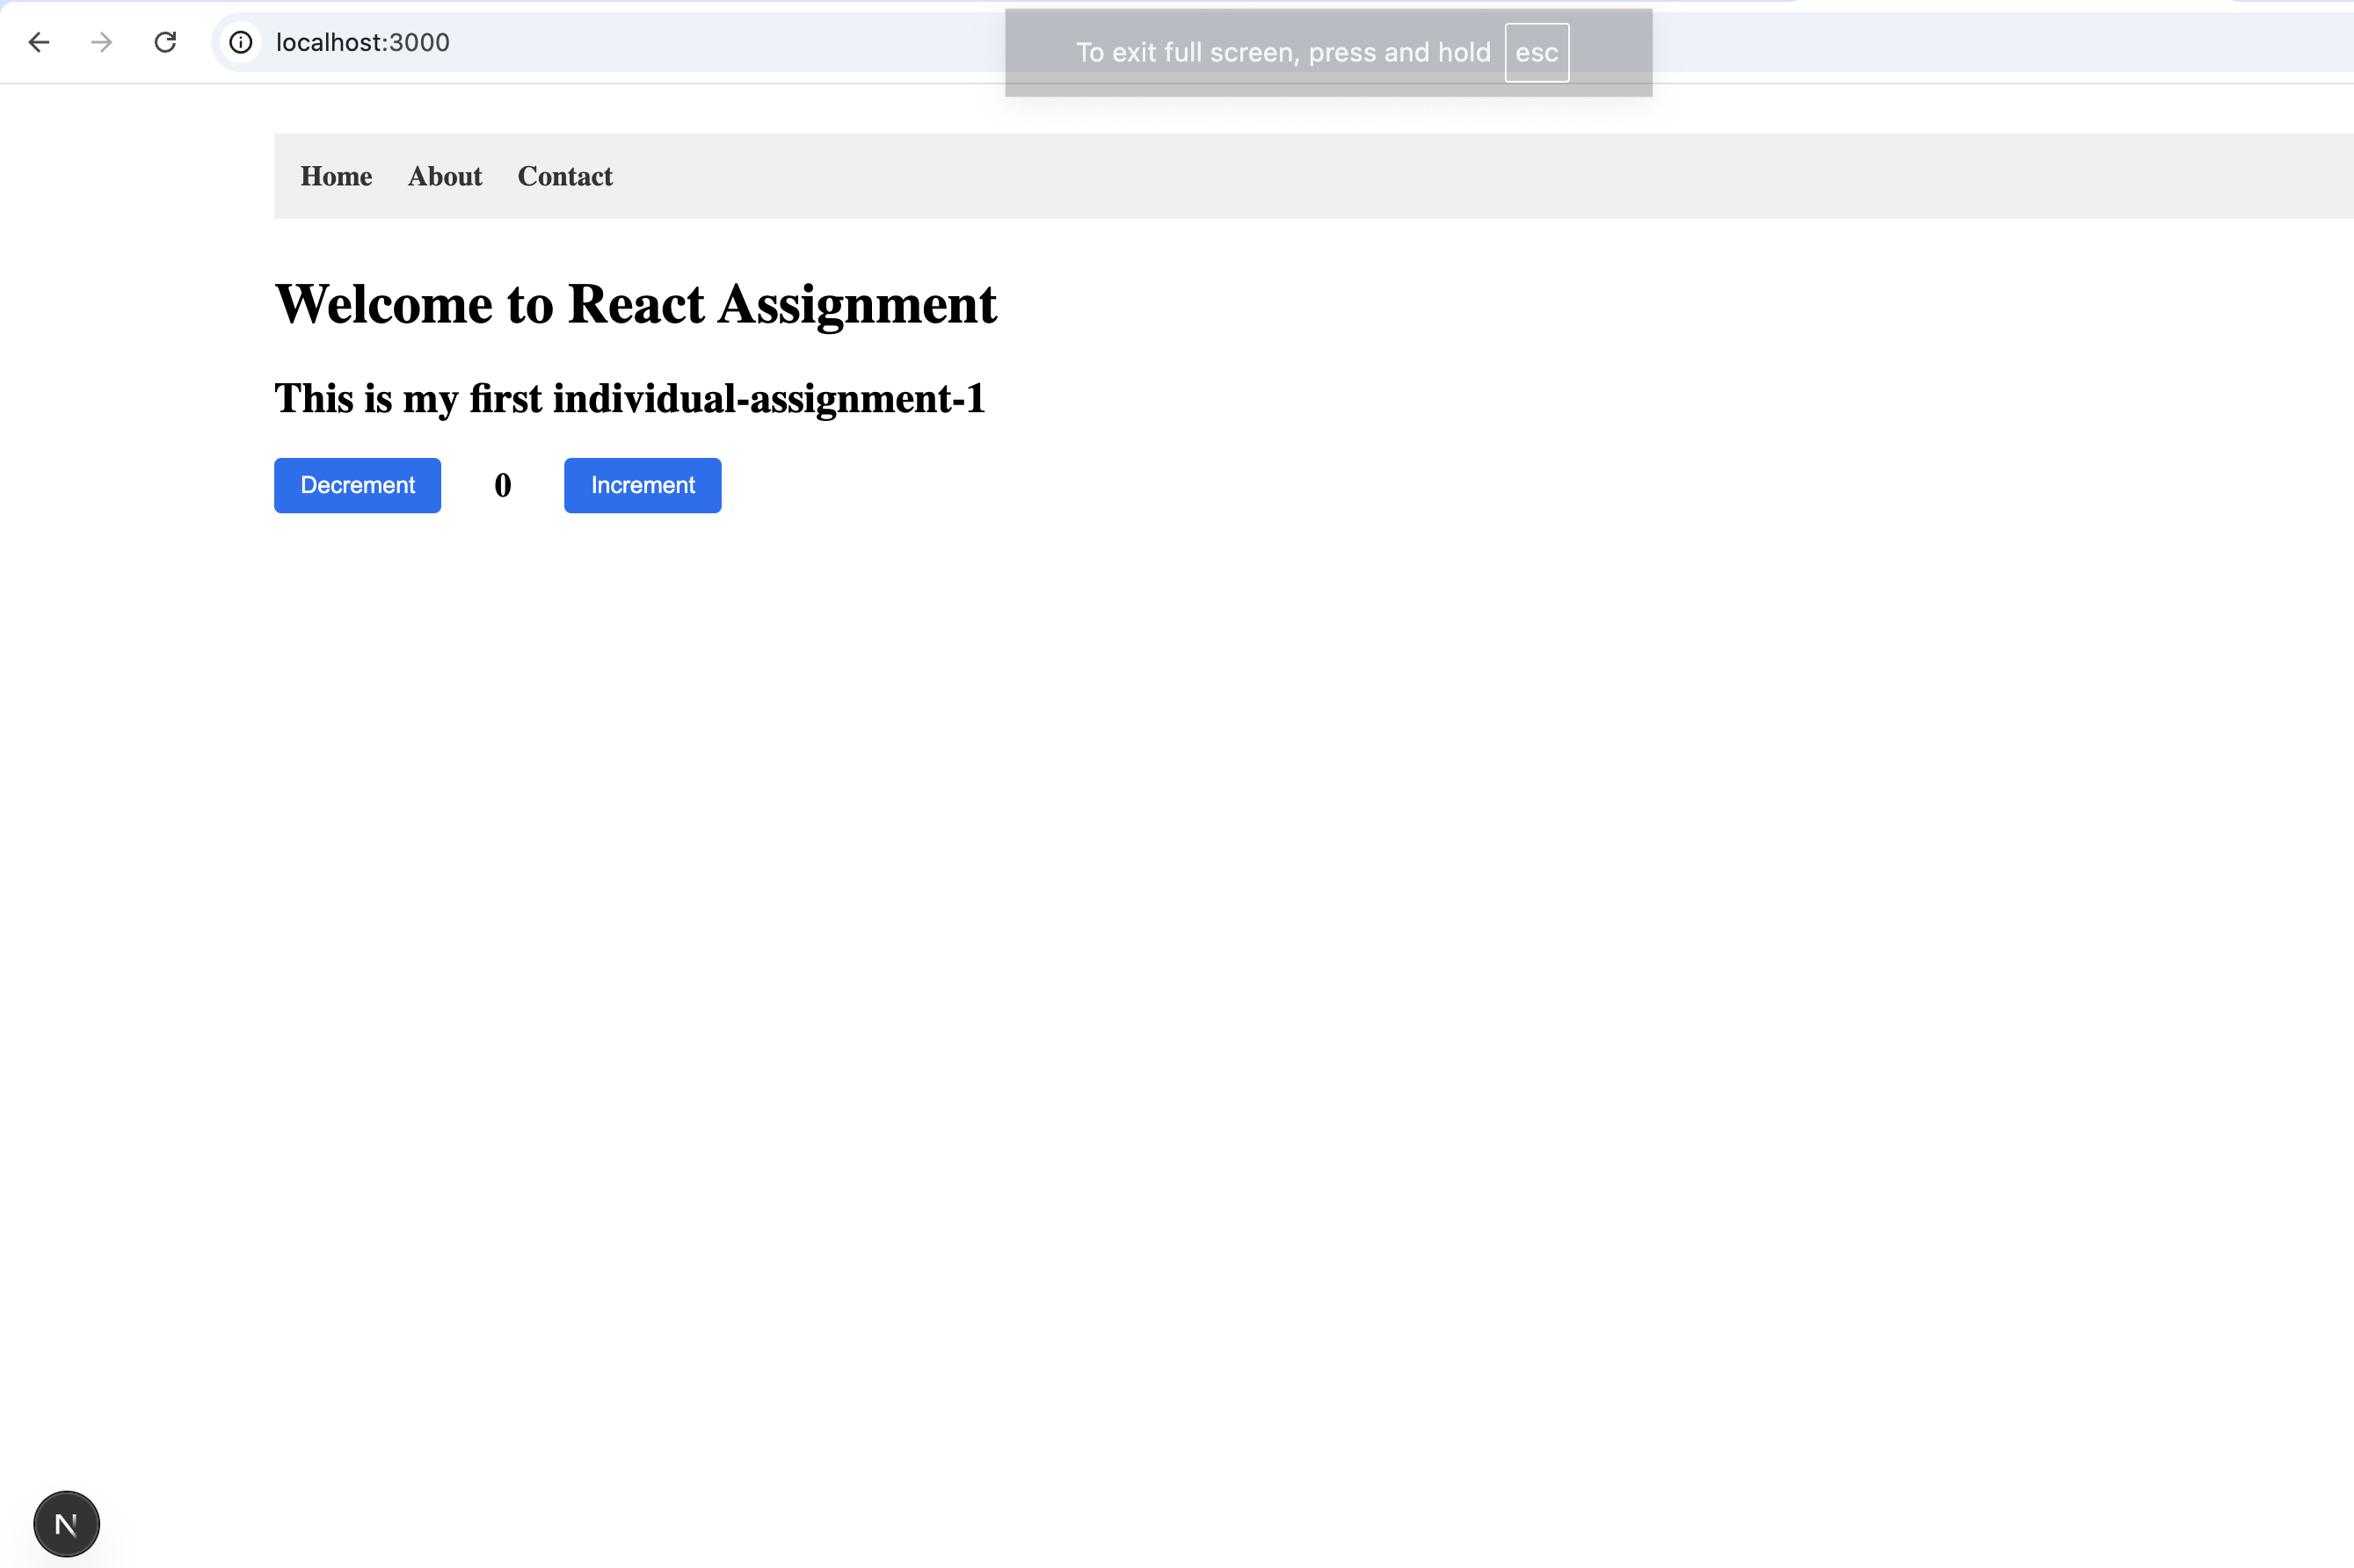 localhost:3000
To exit full screen, press and hold esc
Home About Contact
Welcome to React Assignment
This is my first individual-assignment-1
Decrement 0 Increment
N